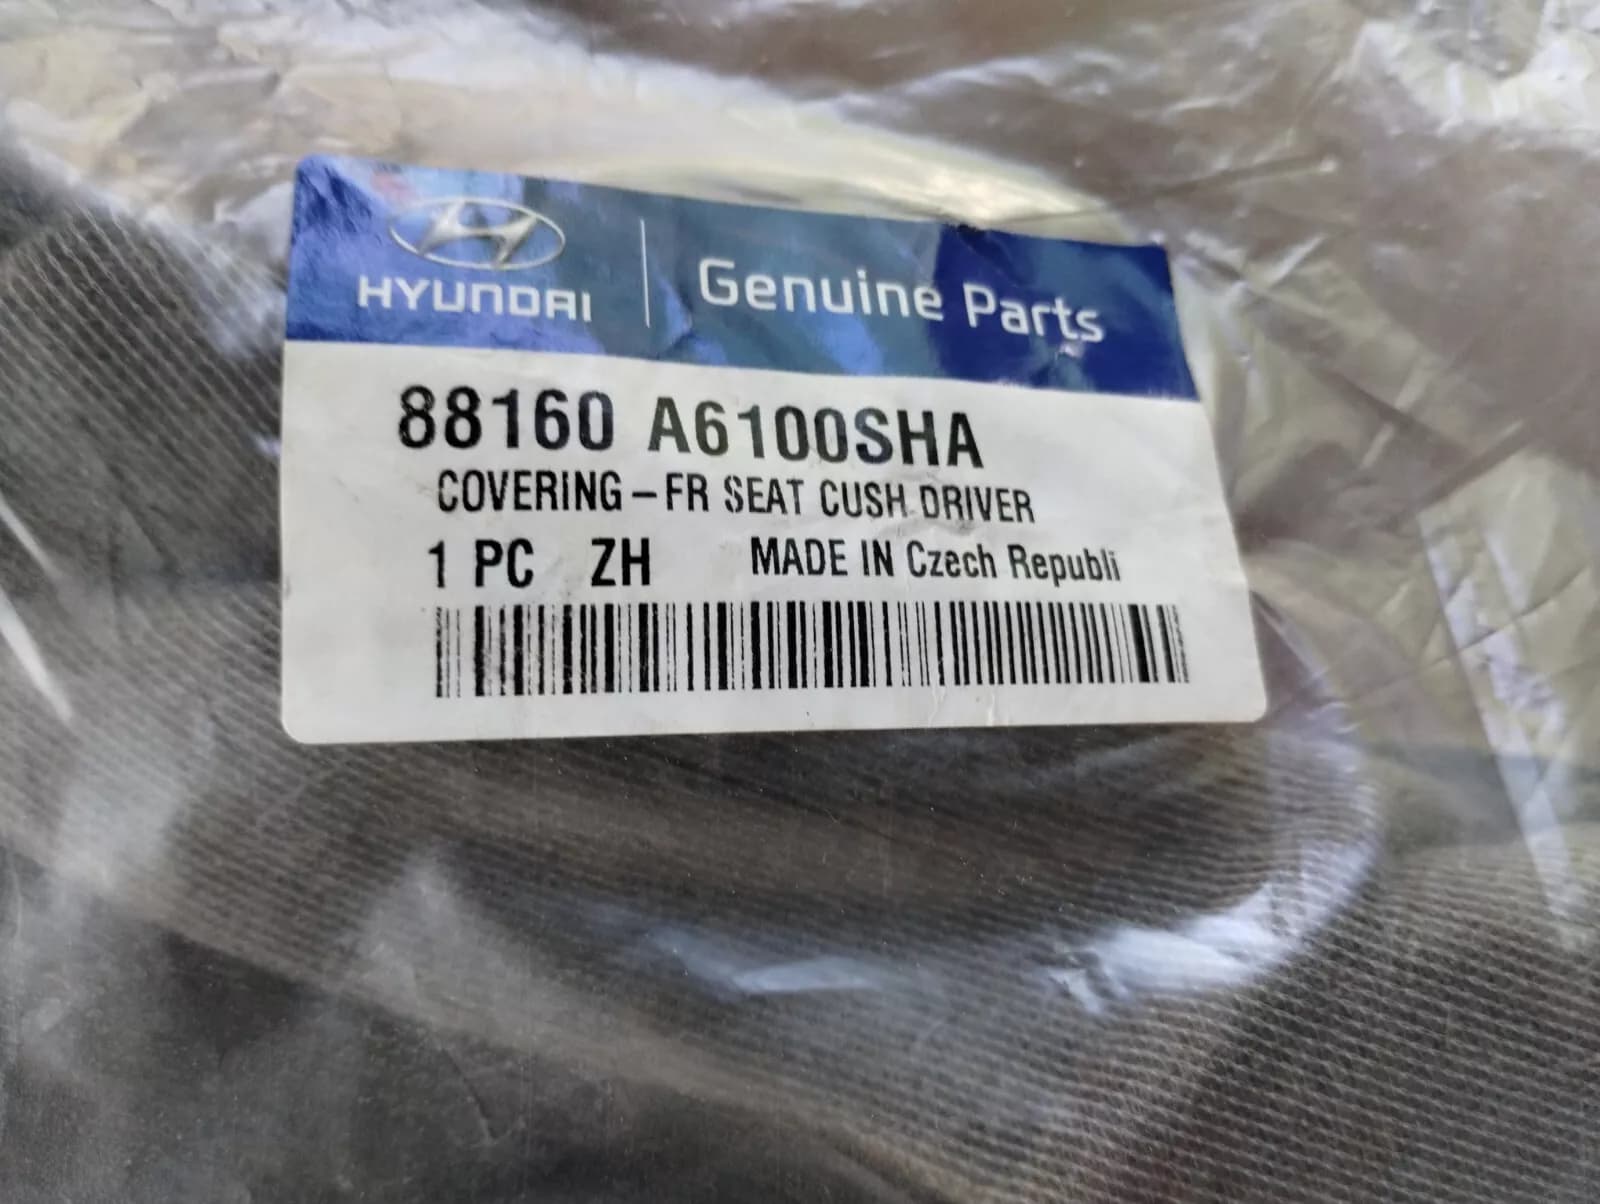 HYUNDAI Genuine Parts
88160 A6100SHA
COVERING-FR SEAT CUSH DRIVER
1 PC ZH MADE IN Czech Republi